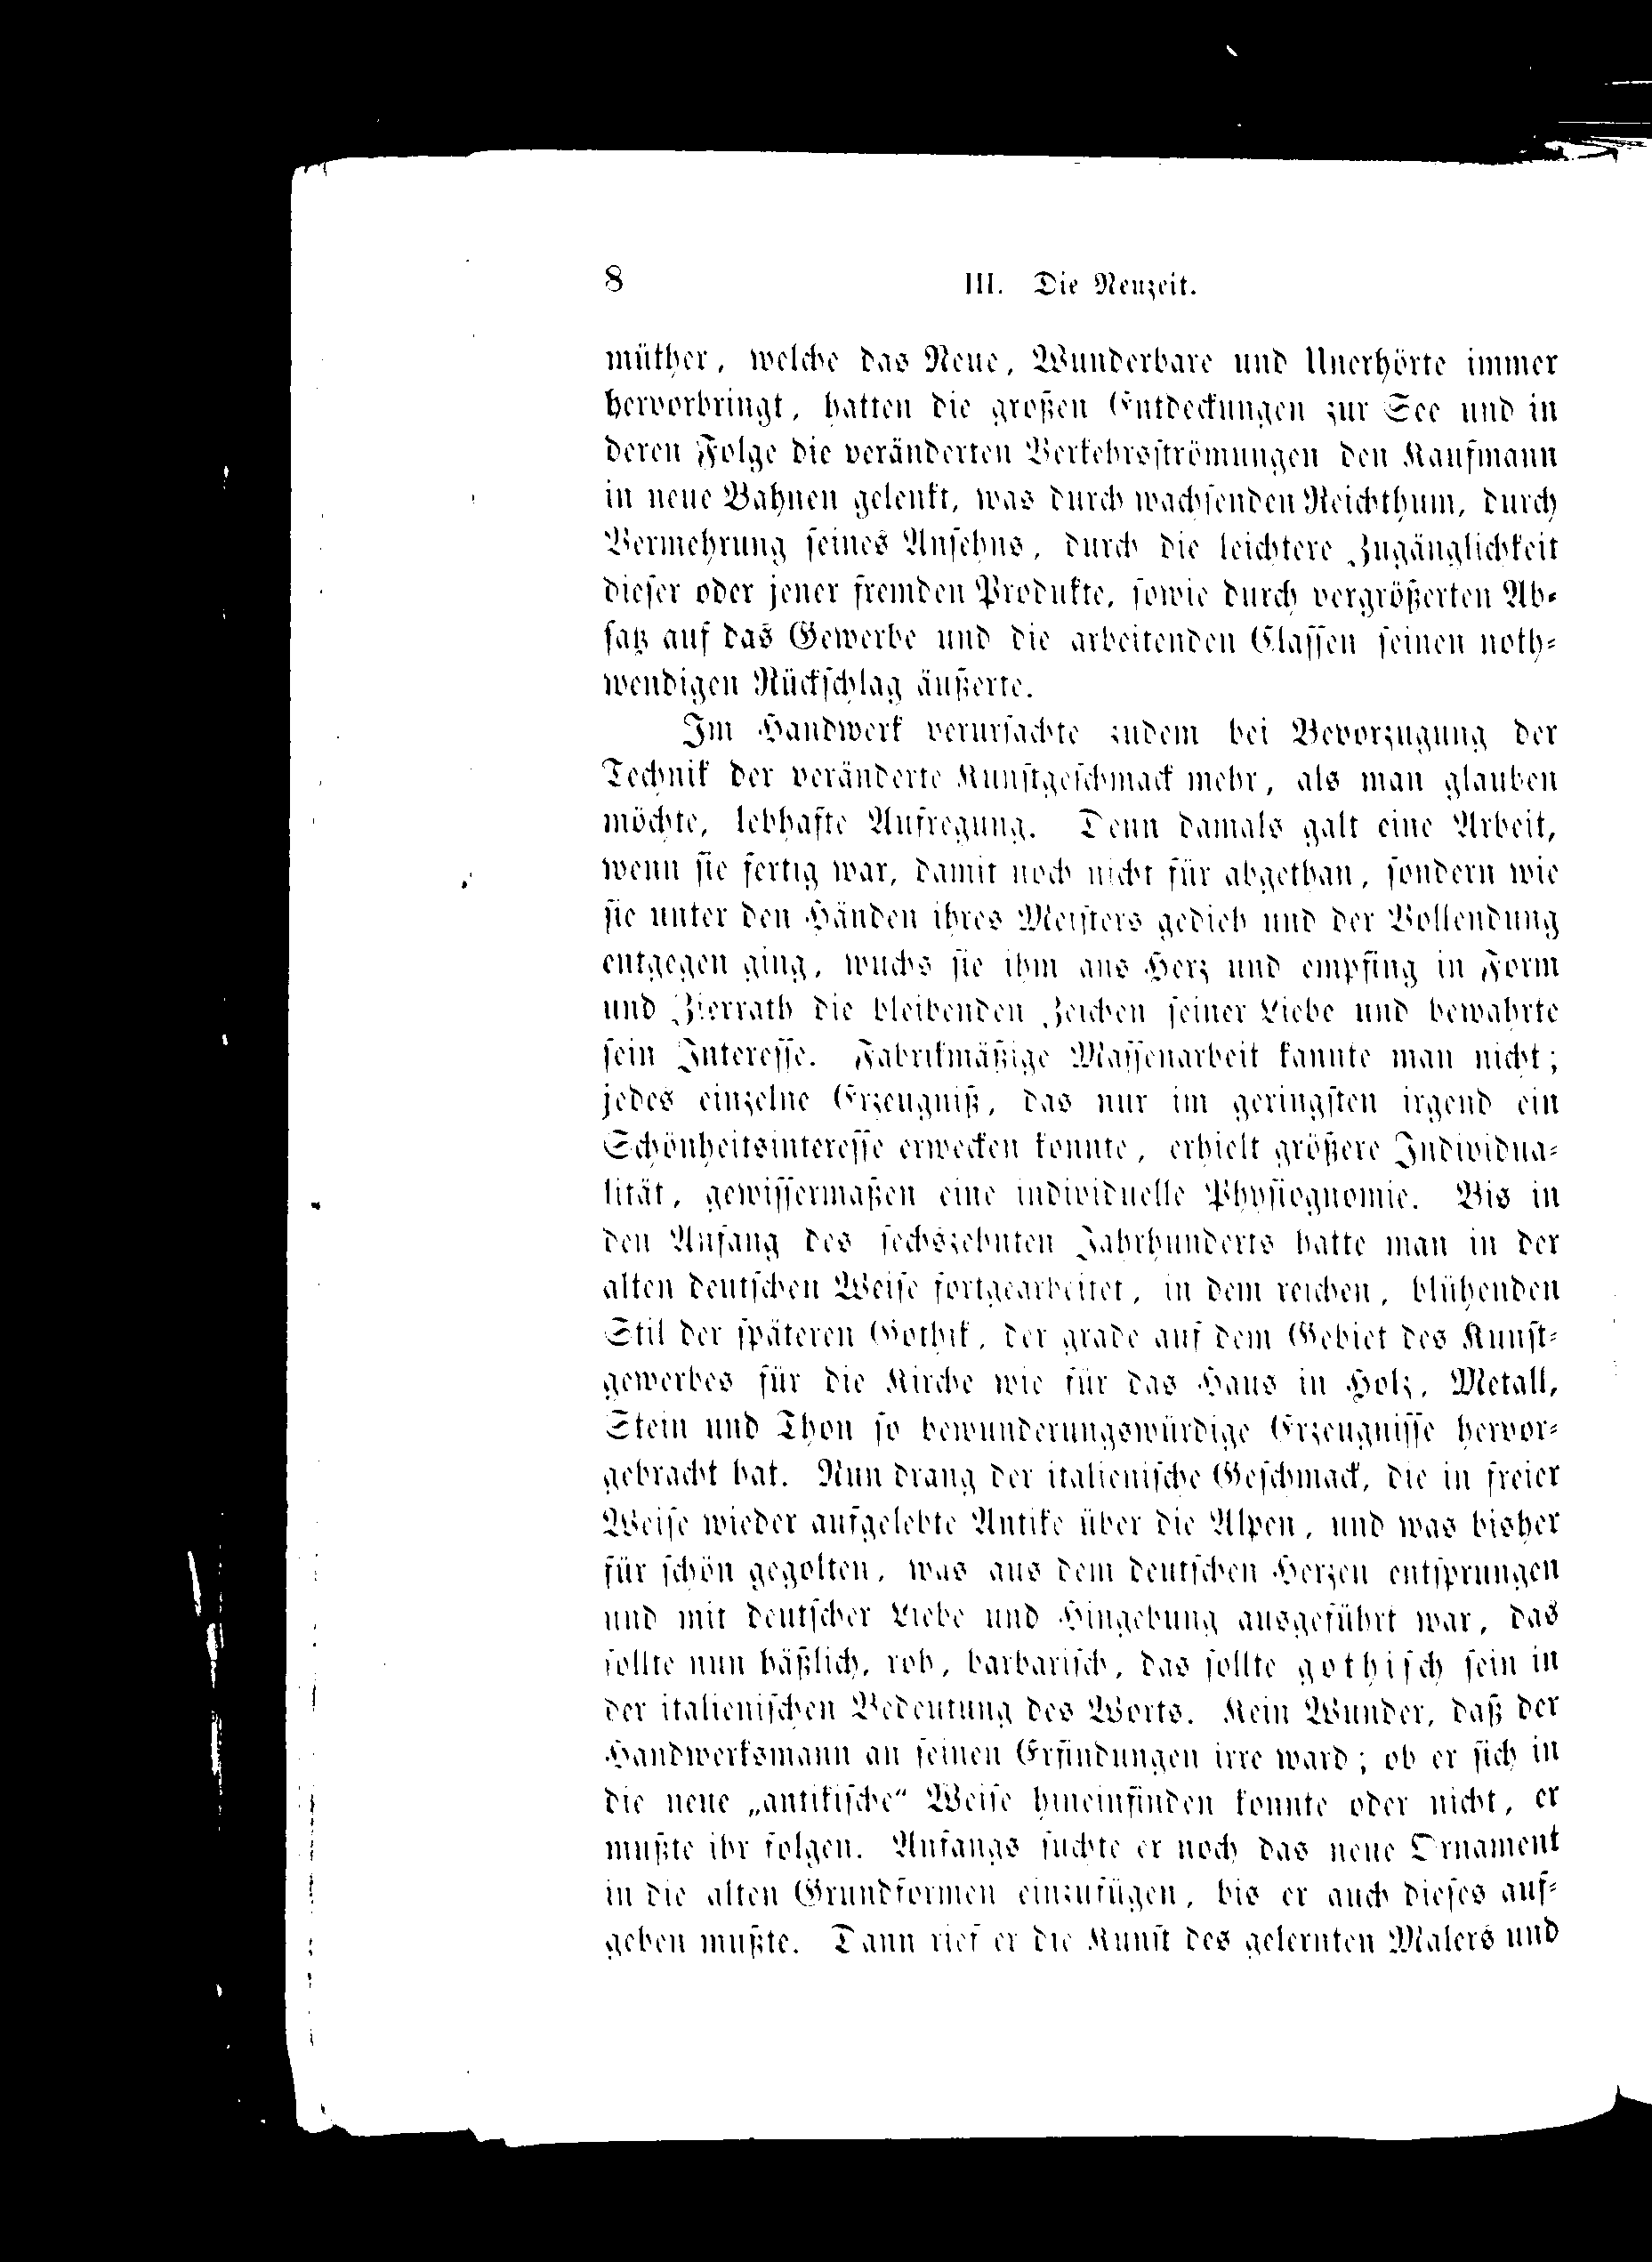 8 III. Die Neuzeit.
müther, welche das Neue, Wunderbare und Unerhörte immer
hervorbringt, hatten die großen Entdeckungen zur See und in
deren Folge die veränderten Verkehrsströmungen den Kaufmann
in neue Bahnen gelenkt, was durch wachsenden Reichthum, durch
Vermehrung seines Ansehns, durch die leichtere Zugänglichkeit
dieser oder jener fremden Produkte, sowie durch vergrößerten Ab-
satz auf das Gewerbe und die arbeitenden Classen seinen noth-
wendigen Rückschlag äußerte.
Im Handwerk verursachte zudem bei Bevorzugung der
Technik der veränderte Kunstgeschmack mehr, als man glauben
möchte, lebhafte Aufregung. Denn damals galt eine Arbeit,
wenn sie fertig war, damit noch nicht für abgethan, sondern wie
sie unter den Händen ihres Meisters gedieh und der Vollendung
entgegen ging, wuchs sie ihm ans Herz und empfing in Form
und Zierrath die bleibenden Zeichen seiner Liebe und bewahrte
sein Interesse. Fabrikmäßige Massenarbeit kannte man nicht;
jedes einzelne Erzeugniß, das nur im geringsten irgend ein
Schönheitsinteresse erwecken konnte, erhielt größere Individua-
lität, gewissermaßen eine individuelle Physiognomie. Bis in
den Anfang des sechszehnten Jahrhunderts hatte man in der
alten deutschen Weise fortgearbeitet, in dem reichen, blühenden
Stil der späteren Gothik, der grade auf dem Gebiet des Kunst-
gewerbes für die Kirche wie für das Haus in Holz, Metall,
Stein und Thon so bewunderungswürdige Erzeugnisse hervor-
gebracht hat. Nun drang der italienische Geschmack, die in freier
Weise wieder aufgelebte Antike über die Alpen, und was bisher
für schön gegolten, was aus dem deutschen Herzen entsprungen
und mit deutscher Liebe und Hingebung ausgeführt war, das
sollte nun häßlich, roh, barbarisch, das sollte gothisch sein in
der italienischen Bedeutung des Worts. Kein Wunder, daß der
Handwerksmann an seinen Erfindungen irre ward; ob er sich in
die neue „antikische“ Weise hineinfinden konnte oder nicht, er
mußte ihr folgen. Anfangs suchte er noch das neue Ornament
in die alten Grundformen einzufügen, bis er auch dieses auf-
geben mußte. Dann rief er die Kunst des gelernten Malers und